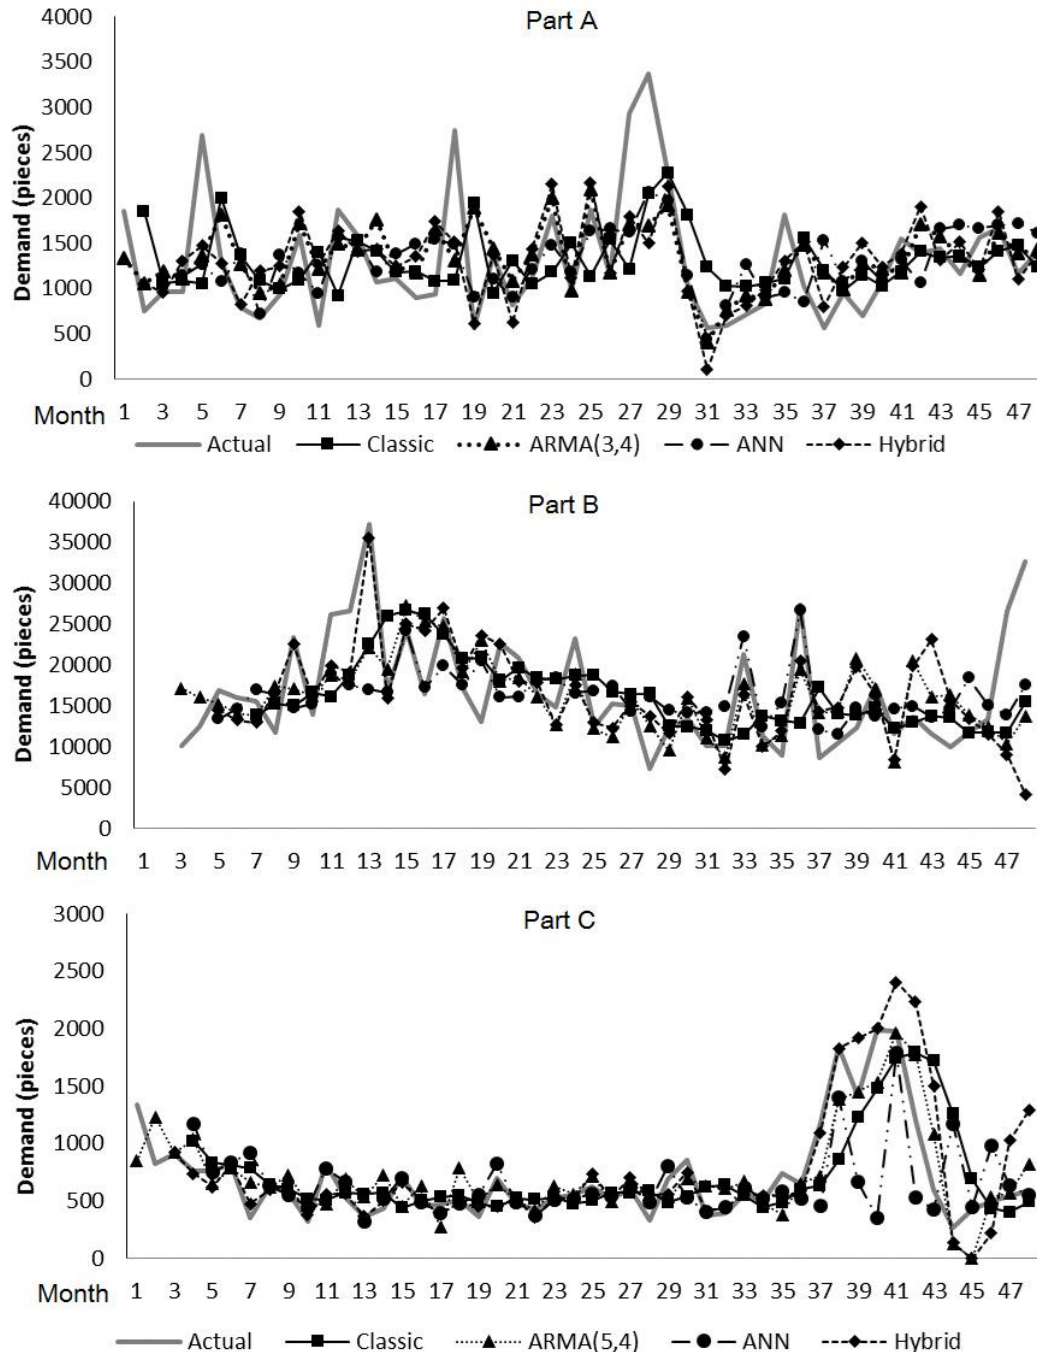 Part A
Demand (pieces)
4000
3500
3000
2500
2000
1500
1000
500
0
Month 1 3 5 7 9 11 13 15 17 19 21 23 25 27 29 31 33 35 37 39 41 43 45 47
Actual Classic ARMA(3,4) ANN Hybrid
Part B
Demand (pieces)
40000
35000
30000
25000
20000
15000
10000
5000
0
Month 1 3 5 7 9 11 13 15 17 19 21 23 25 27 29 31 33 35 37 39 41 43 45 47
Part C
Demand (pieces)
3000
2500
2000
1500
1000
500
0
Month 1 3 5 7 9 11 13 15 17 19 21 23 25 27 29 31 33 35 37 39 41 43 45 47
Actual Classic ARMA(5,4) ANN Hybrid